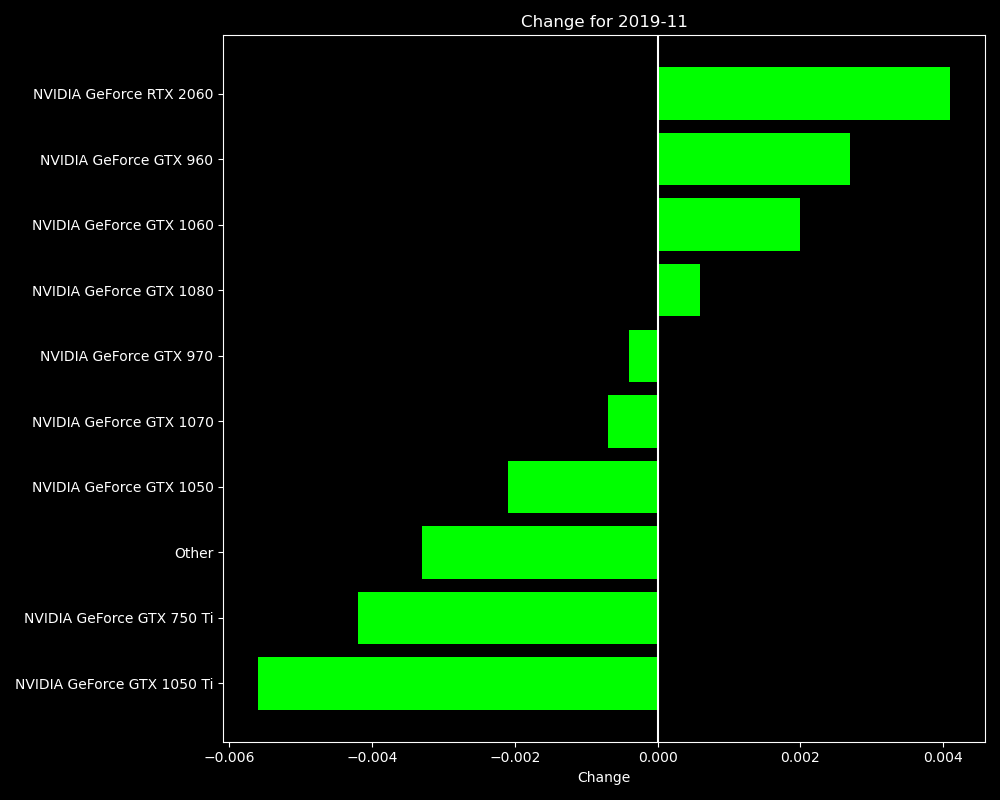 Change for 2019-11
NVIDIA GeForce RTX 2060
NVIDIA GeForce GTX 960
NVIDIA GeForce GTX 1060
NVIDIA GeForce GTX 1080
NVIDIA GeForce GTX 970
NVIDIA GeForce GTX 1070
NVIDIA GeForce GTX 1050
Other
NVIDIA GeForce GTX 750 Ti
NVIDIA GeForce GTX 1050 Ti
−0.006 −0.004 −0.002 0.000 0.002 0.004
Change